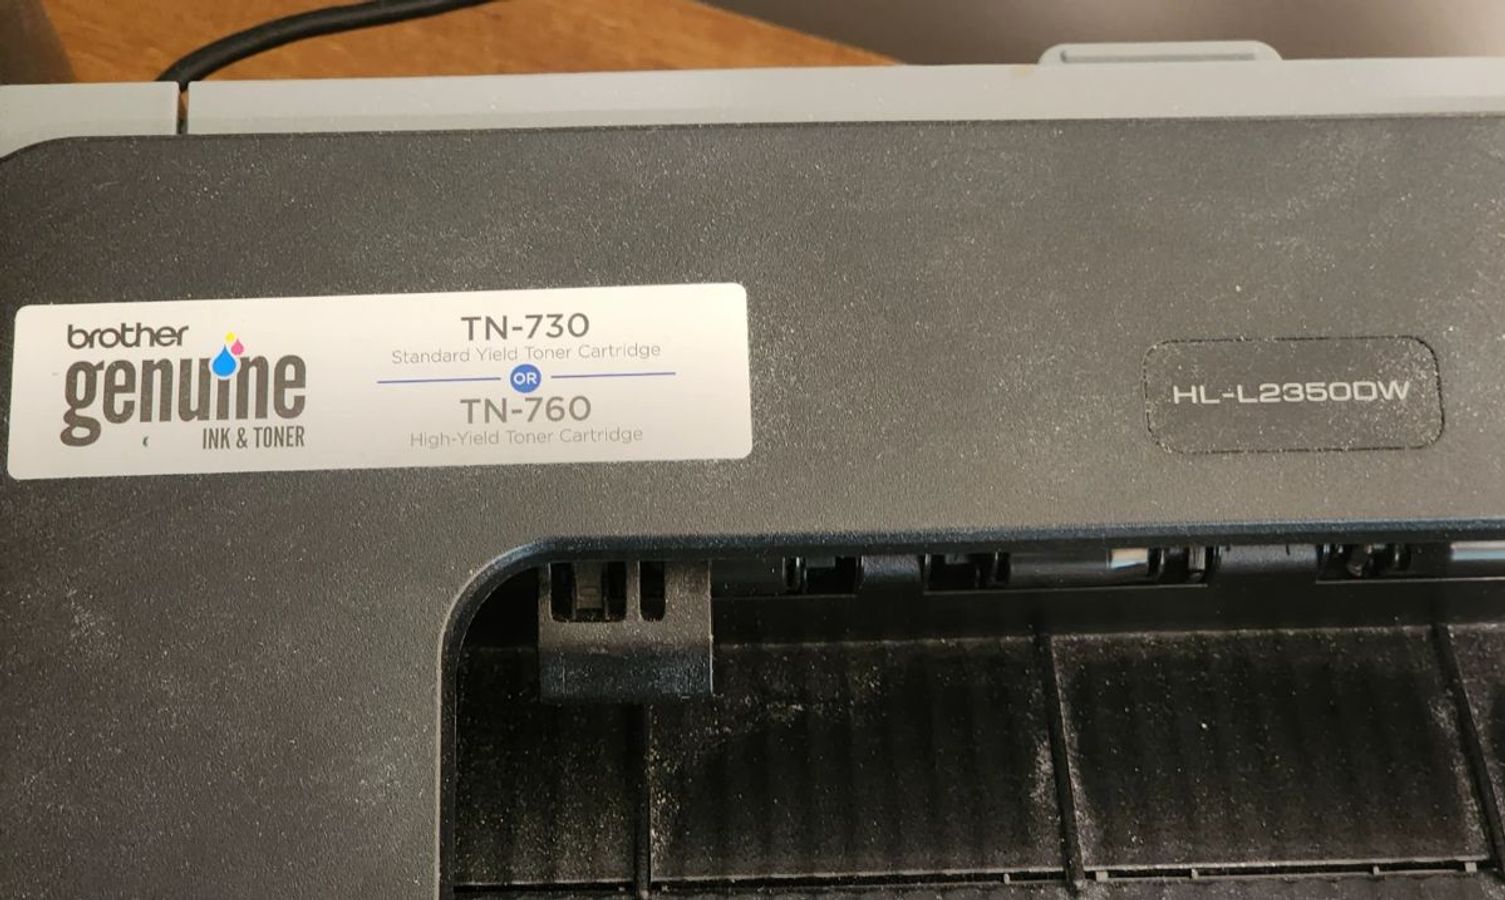 brother
genuine
INK & TONER
TN-730
Standard Yield Toner Cartridge
OR
TN-760
High-Yield Toner Cartridge
HL-L2350DW